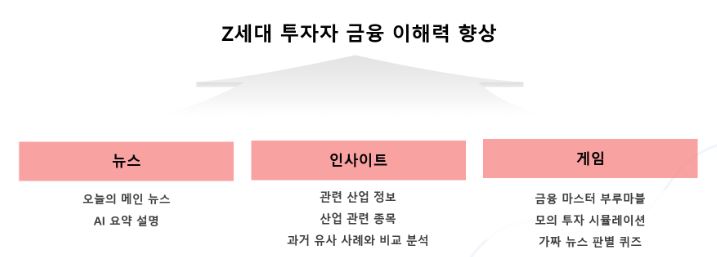 Z세대 투자자 금융 이해력 향상
뉴스
오늘의 메인 뉴스
AI 요약 설명
인사이트
관련 산업 정보
산업 관련 종목
과거 유사 사례와 비교 분석
게임
금융 마스터 부루마블
모의 투자 시뮬레이션
가짜 뉴스 판별 퀴즈